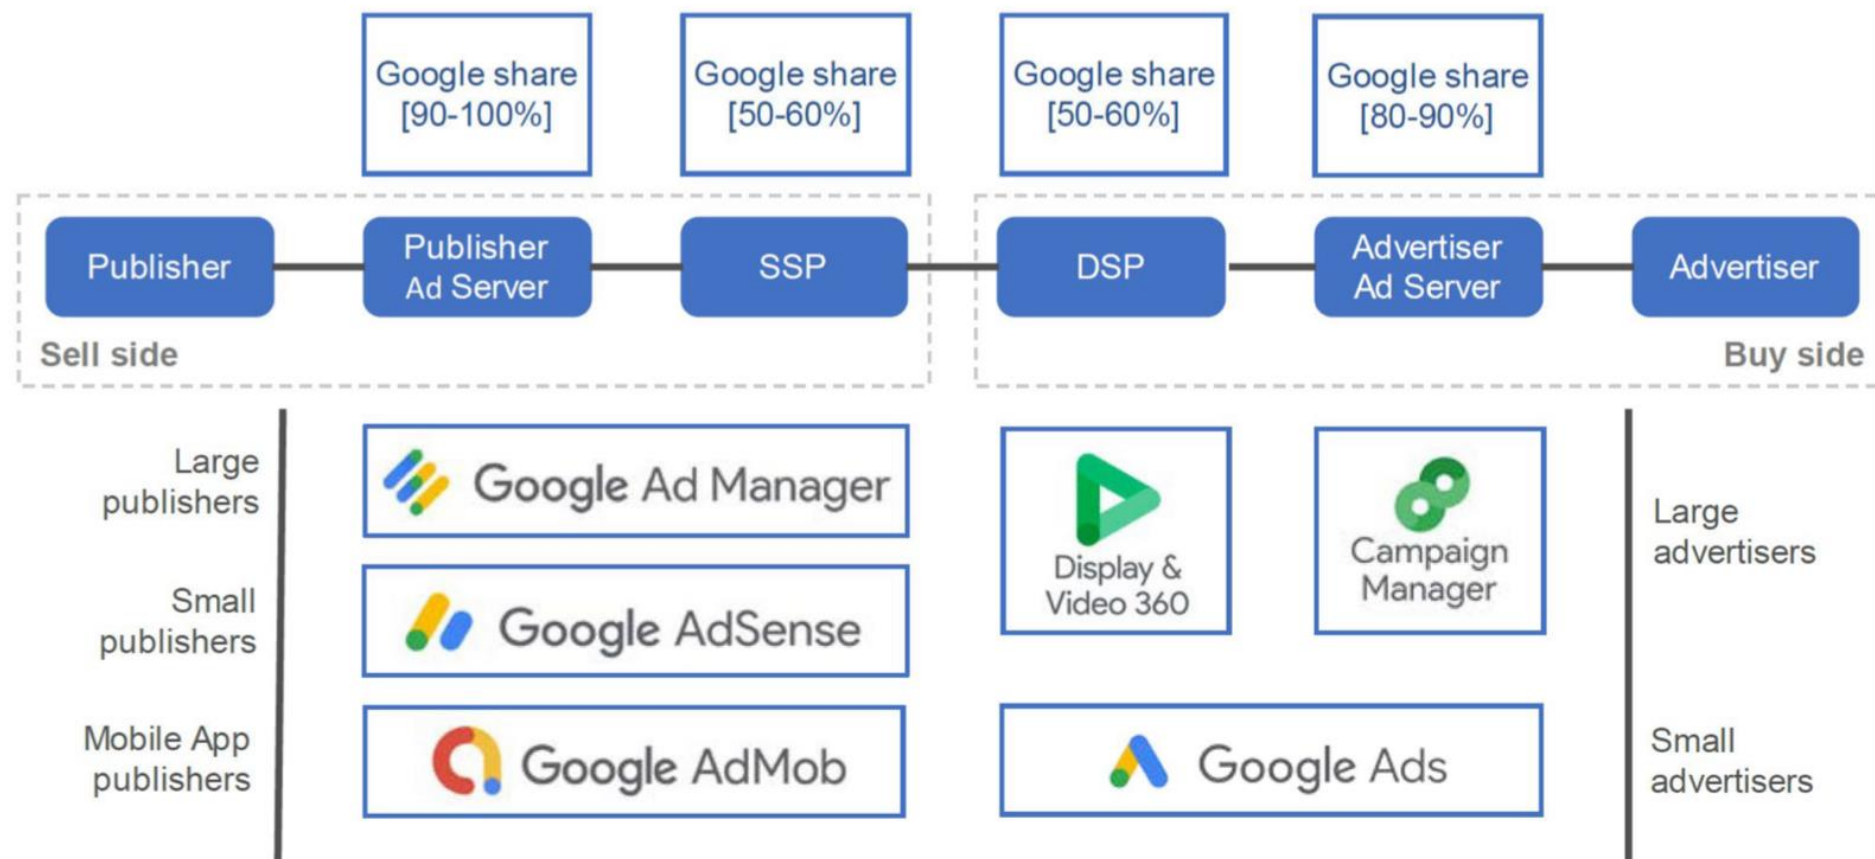 Google share
[90-100%]
Google share
[50-60%]
Google share
[50-60%]
Google share
[80-90%]
Publisher
Publisher
Ad Server
SSP
DSP
Advertiser
Ad Server
Advertiser
Sell side
Buy side
Large
publishers
Google Ad Manager
Display &
Video 360
Campaign
Manager
Large
advertisers
Small
publishers
Google AdSense
Mobile App
publishers
Google AdMob
Google Ads
Small
advertisers